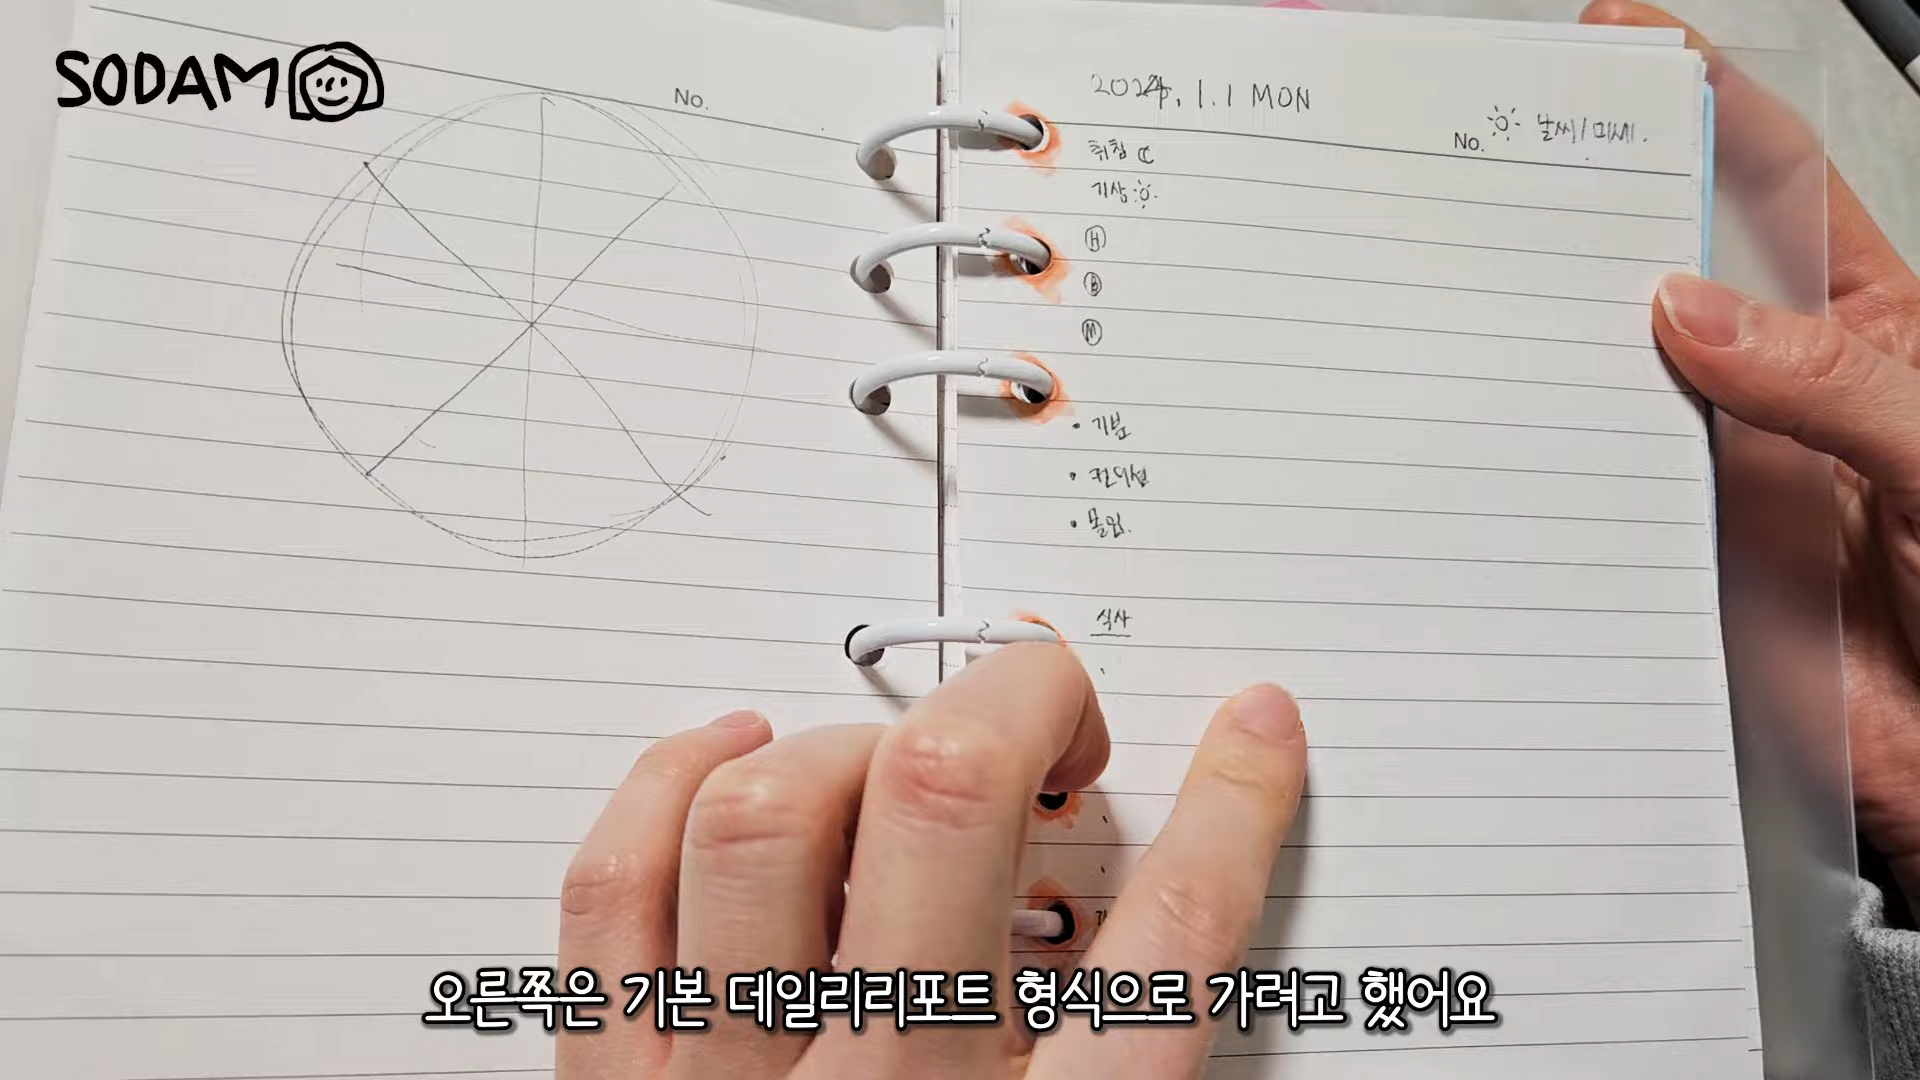 SODAM
No.
2024. 1. 1 MON
No. 날씨/미세.
취침
기상
H
B
M
• 기분
• 컨디션
• 몰입.
식사
오른쪽은 기본 데일리리포트 형식으로 가려고 했어요